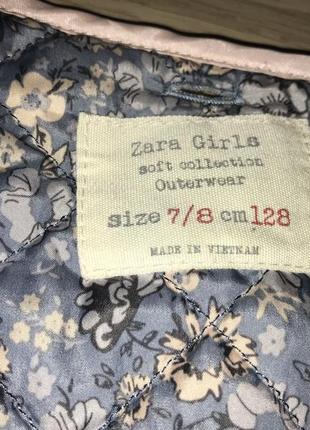 Zara Girls
soft collection
Outerwear
size 7/8 cm 128
MADE IN VIETNAM